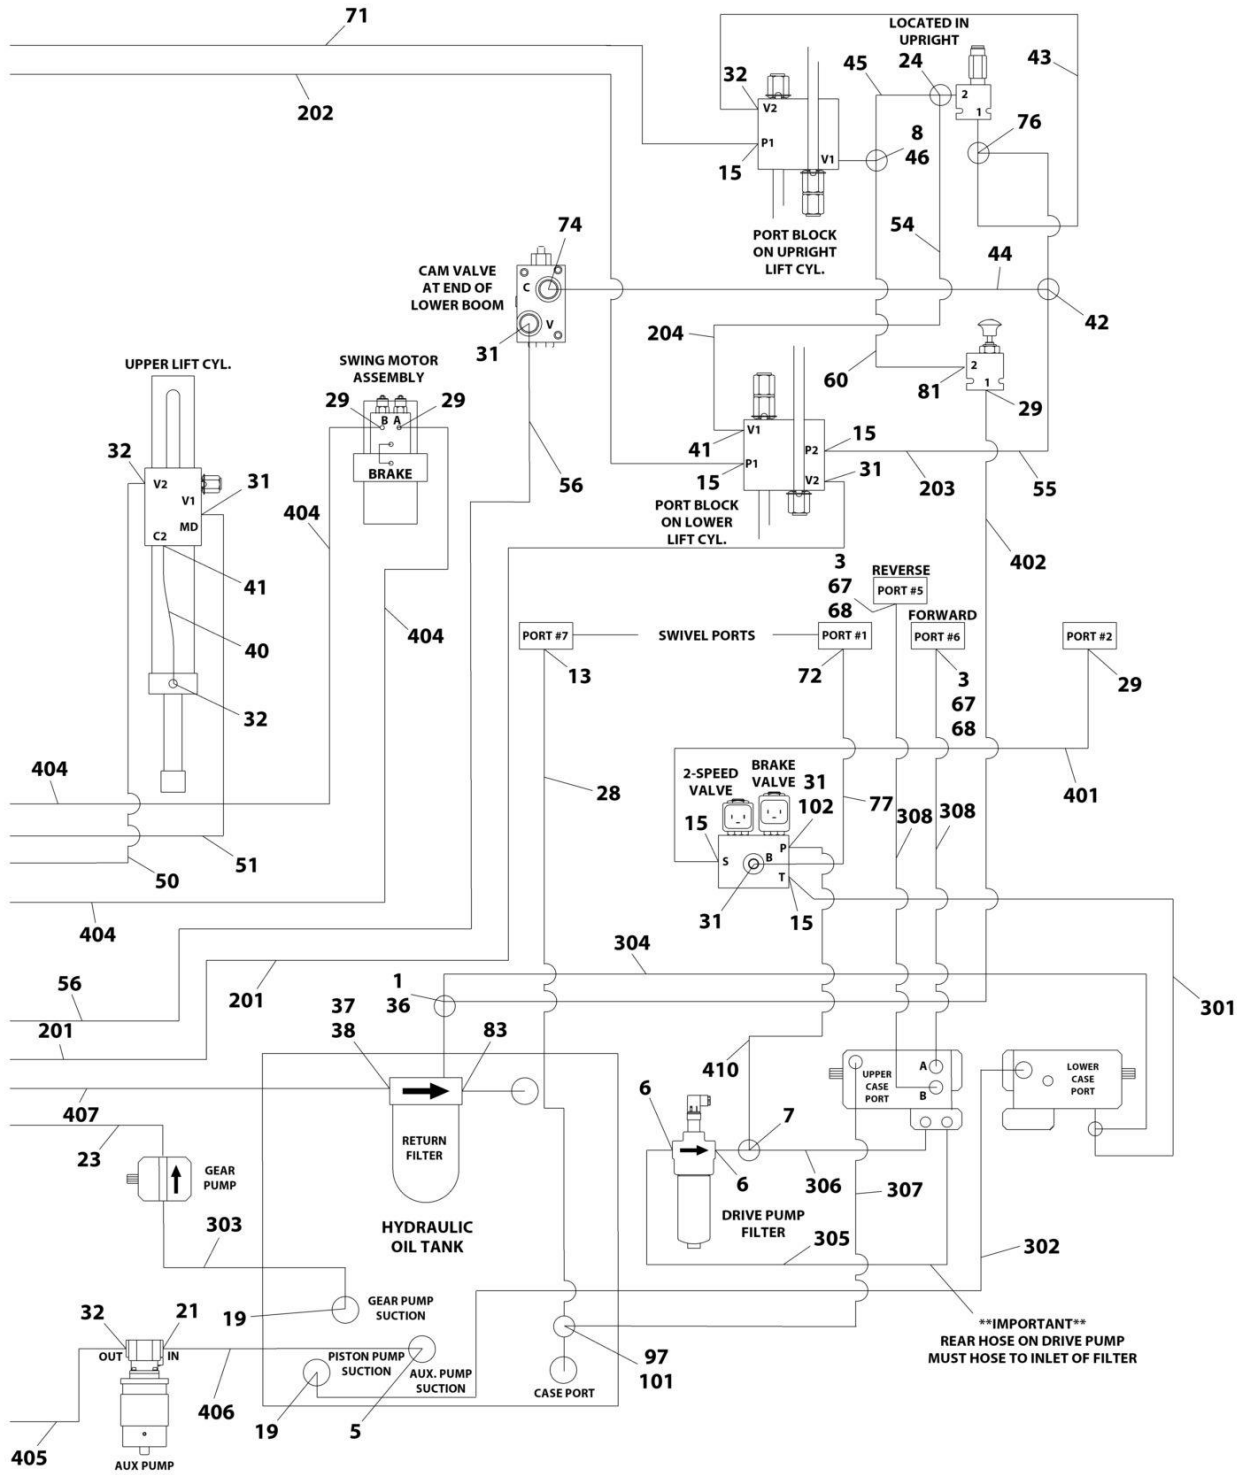 71
LOCATED IN
UPRIGHT
24
43
45
32
V2
2
1
202
8
46
76
P1
V1
15
74
PORT BLOCK
ON UPRIGHT
LIFT CYL.
54
44
CAM VALVE
AT END OF
LOWER BOOM
C
V
31
42
204
60
2
1
81
29
UPPER LIFT CYL.
SWING MOTOR
ASSEMBLY
29
29
B A
BRAKE
32
V2
V1
31
MD
C2
56
V1
41
P2
15
P1
15
V2
31
203
55
PORT BLOCK
ON LOWER
LIFT CYL.
404
402
41
40
32
404
3
67
68
REVERSE
PORT #5
FORWARD
PORT #7
SWIVEL PORTS
PORT #1
PORT #6
PORT #2
13
72
3
67
68
29
404
2-SPEED
VALVE
BRAKE
VALVE
31
102
28
77
401
308
308
15
S
B
P
T
31
15
51
50
404
304
56
201
1
36
201
37
38
83
301
410
407
RETURN
FILTER
6
7
UPPER
CASE
PORT
A
B
LOWER
CASE
PORT
23
GEAR
PUMP
6
306
307
HYDRAULIC
OIL TANK
DRIVE PUMP
FILTER
303
305
302
GEAR PUMP
SUCTION
19
32
21
OUT
IN
PISTON PUMP
SUCTION
AUX. PUMP
SUCTION
CASE PORT
97
101
**IMPORTANT**
REAR HOSE ON DRIVE PUMP
MUST HOSE TO INLET OF FILTER
406
19
5
405
AUX PUMP